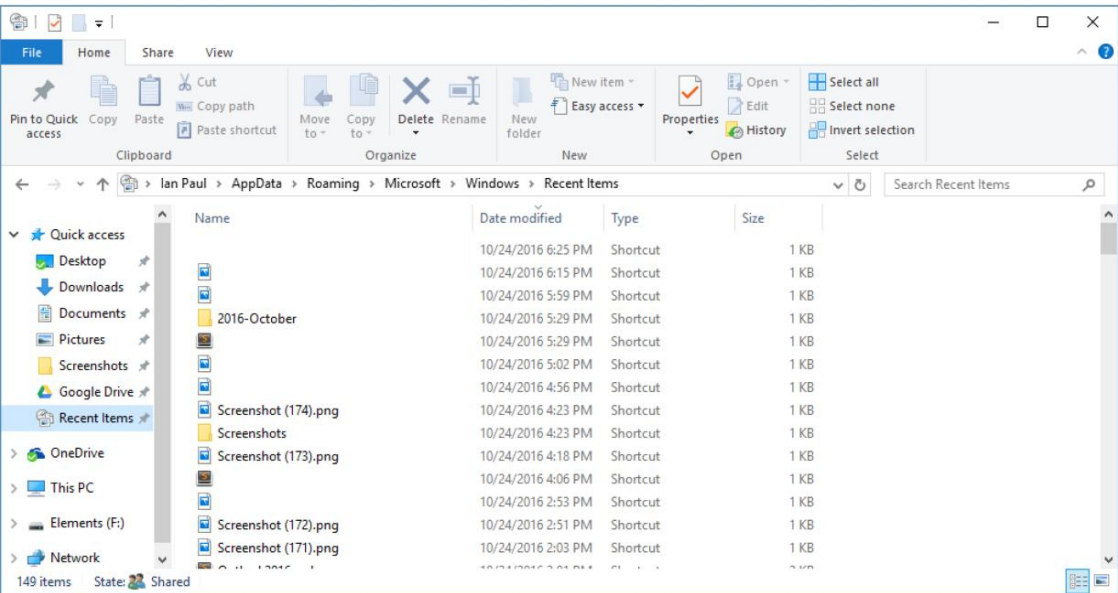 File Home Share View
Pin to Quick access
Copy
Paste
Cut
Copy path
Paste shortcut
Clipboard
Move to
Copy to
Delete
Rename
Organize
New folder
New item
Easy access
New
Properties
Open
Edit
History
Open
Select all
Select none
Invert selection
Select
Ian Paul > AppData > Roaming > Microsoft > Windows > Recent Items
Search Recent Items
Quick access
Desktop
Downloads
Documents
Pictures
Screenshots
Google Drive
Recent Items
OneDrive
This PC
Elements (F:)
Network
Name Date modified Type Size
10/24/2016 6:25 PM Shortcut 1 KB
10/24/2016 6:15 PM Shortcut 1 KB
10/24/2016 5:59 PM Shortcut 1 KB
2016-October 10/24/2016 5:29 PM Shortcut 1 KB
10/24/2016 5:29 PM Shortcut 1 KB
10/24/2016 5:02 PM Shortcut 1 KB
10/24/2016 4:56 PM Shortcut 1 KB
Screenshot (174).png 10/24/2016 4:23 PM Shortcut 1 KB
Screenshots 10/24/2016 4:23 PM Shortcut 1 KB
Screenshot (173).png 10/24/2016 4:18 PM Shortcut 1 KB
10/24/2016 4:06 PM Shortcut 1 KB
10/24/2016 2:53 PM Shortcut 1 KB
Screenshot (172).png 10/24/2016 2:51 PM Shortcut 1 KB
Screenshot (171).png 10/24/2016 2:03 PM Shortcut 1 KB
149 items State: Shared